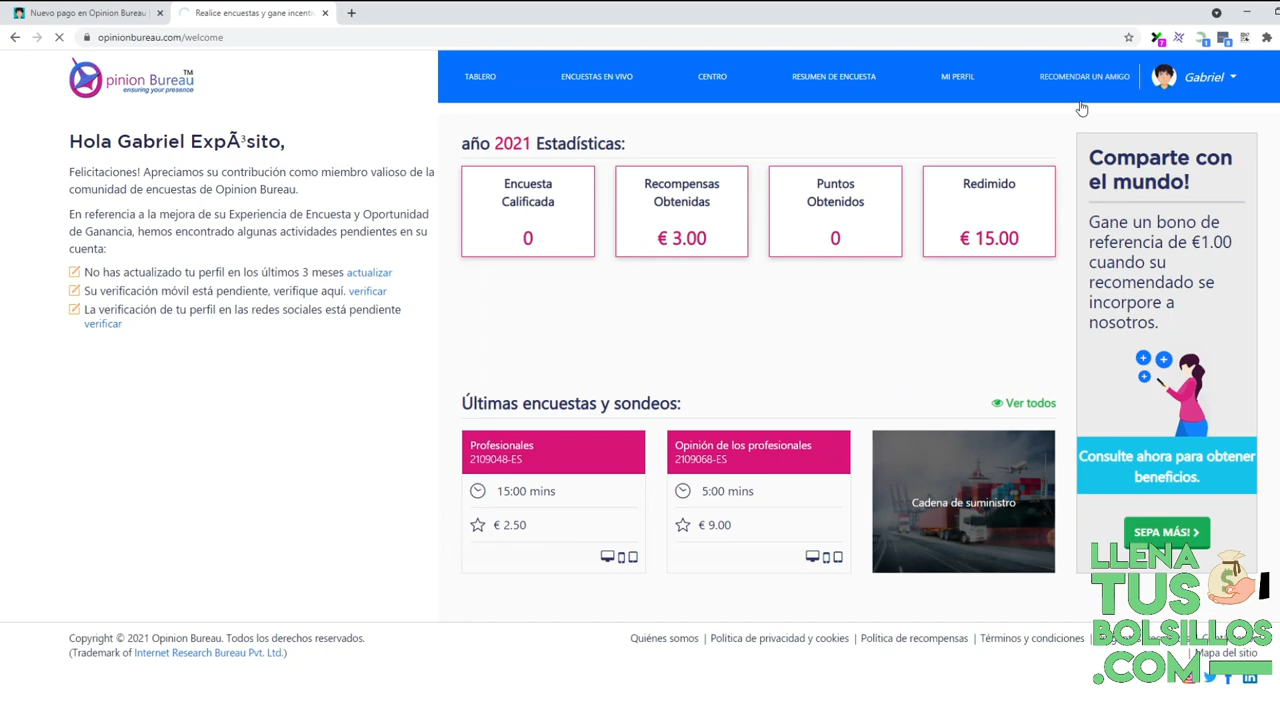 Nuevo pago en Opinion Bureau
Realice encuestas y gane incenti
opinionbureau.com/welcome
7
1
8
pinion Bureau™
ensuring your presence
TABLERO
ENCUESTAS EN VIVO
CENTRO
RESUMEN DE ENCUESTA
MI PERFIL
RECOMENDAR UN AMIGO
Gabriel
Hola Gabriel ExpÃ³sito,
Felicitaciones! Apreciamos su contribución como miembro valioso de la
comunidad de encuestas de Opinion Bureau.
En referencia a la mejora de su Experiencia de Encuesta y Oportunidad
de Ganancia, hemos encontrado algunas actividades pendientes en su
cuenta:
No has actualizado tu perfil en los últimos 3 meses actualizar
Su verificación móvil está pendiente, verifique aquí. verificar
La verificación de tu perfil en las redes sociales está pendiente
verificar
año 2021 Estadísticas:
Encuesta
Calificada
0
Recompensas
Obtenidas
€ 3.00
Puntos
Obtenidos
0
Redimido
€ 15.00
Comparte con
el mundo!
Gane un bono de
referencia de €1.00
cuando su
recomendado se
incorpore a
nosotros.
Consulte ahora para obtener
beneficios.
SEPA MÁS!
Últimas encuestas y sondeos:
Ver todos
Profesionales
2109048-ES
15:00 mins
€ 2.50
Opinión de los profesionales
2109068-ES
5:00 mins
€ 9.00
Cadena de suministro
LLENA
TUS
BOLSILLOS
.COM
Copyright © 2021 Opinion Bureau. Todos los derechos reservados.
(Trademark of Internet Research Bureau Pvt. Ltd.)
Quiénes somos | Política de privacidad y cookies | Política de recompensas | Términos y condiciones |
| Mapa del sitio